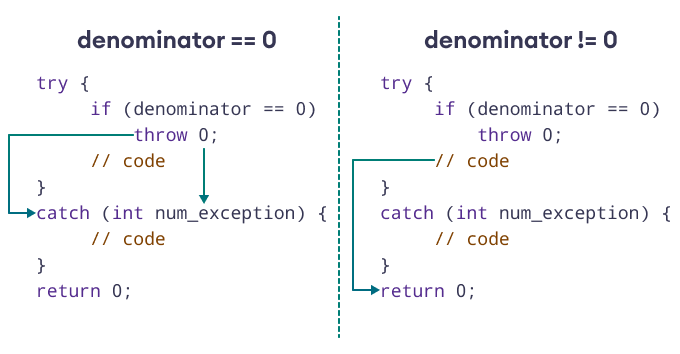 denominator == 0
try {
if (denominator == 0)
throw 0;
// code
}
catch (int num_exception) {
// code
}
return 0;
denominator != 0
try {
if (denominator == 0)
throw 0;
// code
}
catch (int num_exception) {
// code
}
return 0;